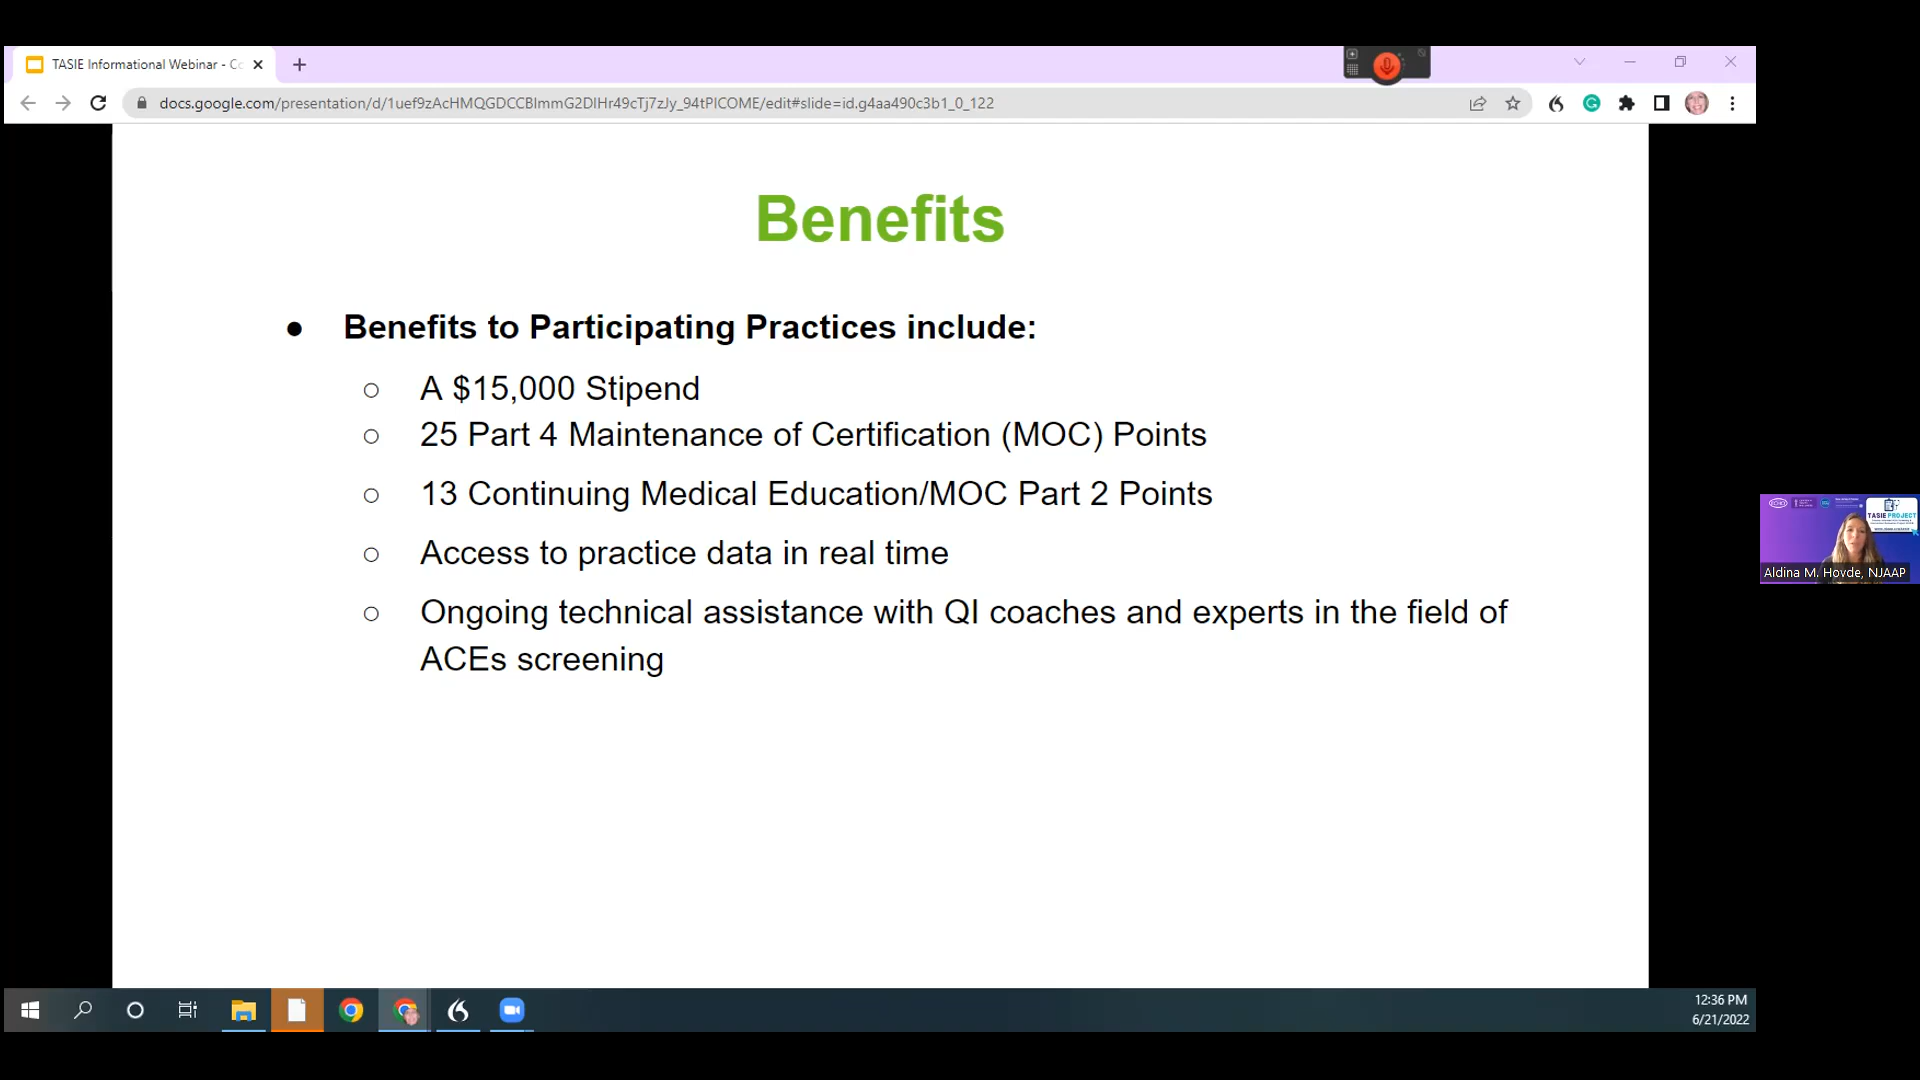 TASIE Informational Webinar - Co
docs.google.com/presentation/d/1uef9zAcHMQGDCCBlmmG2DIHr49cTj7zJy_94tPICOME/edit#slide=id.g4aa490c3b1_0_122
Benefits
● Benefits to Participating Practices include:
○ A $15,000 Stipend
○ 25 Part 4 Maintenance of Certification (MOC) Points
○ 13 Continuing Medical Education/MOC Part 2 Points
○ Access to practice data in real time
○ Ongoing technical assistance with QI coaches and experts in the field of
ACEs screening
TASIE PROJECT
Aldina M. Hovde, NJAAP
12:36 PM
6/21/2022